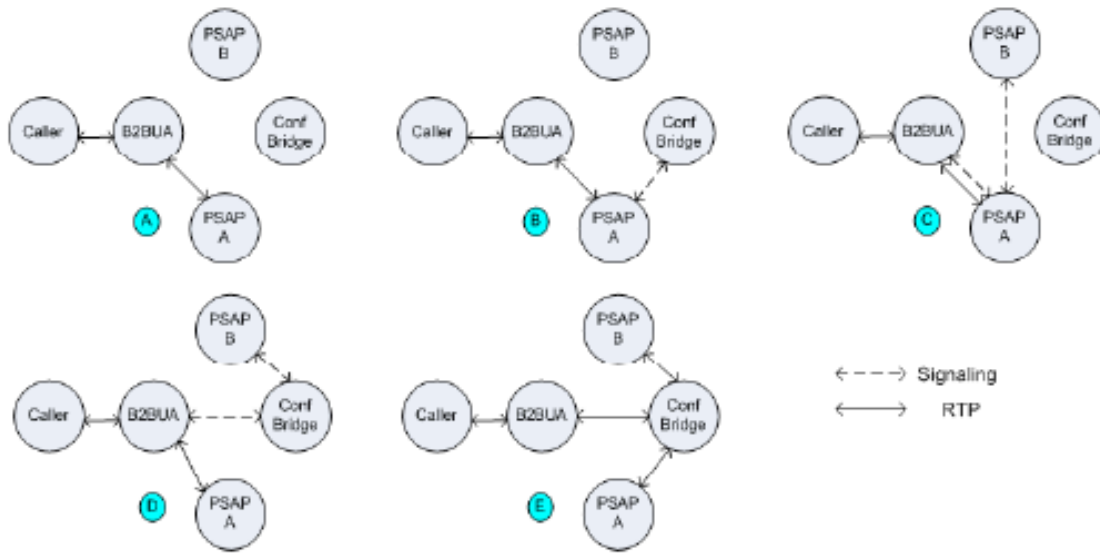 PSAP
B
Caller
B2BUA
Conf
Bridge
A
PSAP
A
PSAP
B
Caller
B2BUA
Conf
Bridge
B
PSAP
A
PSAP
B
Caller
B2BUA
Conf
Bridge
C
PSAP
A
PSAP
B
Caller
B2BUA
Conf
Bridge
D
PSAP
A
PSAP
B
Caller
B2BUA
Conf
Bridge
E
PSAP
A
Signaling
RTP